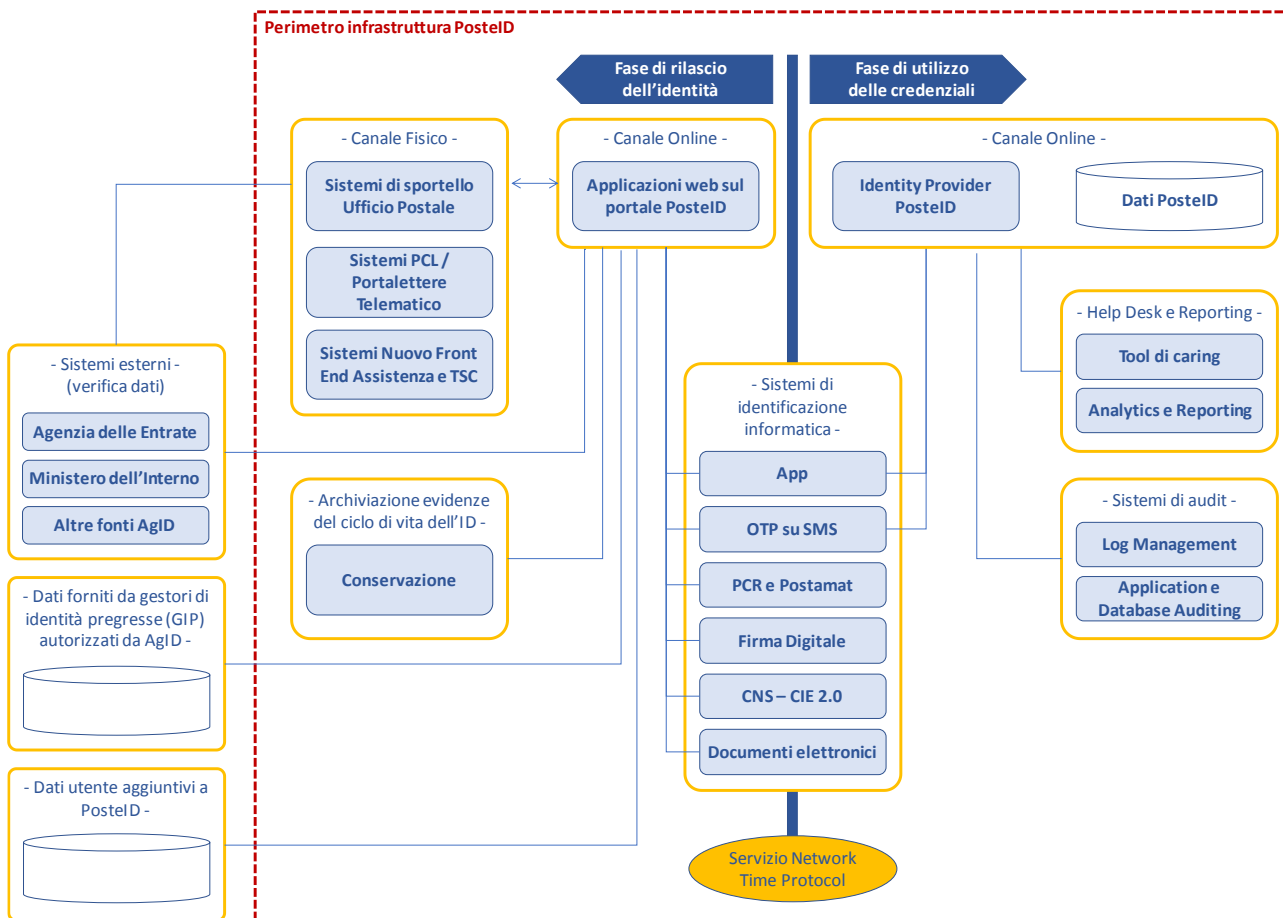 Perimetro infrastruttura PosteID
Fase di rilascio
dell'identità
Fase di utilizzo
delle credenziali
- Canale Fisico -
Sistemi di sportello
Ufficio Postale
Sistemi PCL /
Portalettere
Telematico
Sistemi Nuovo Front
End Assistenza e TSC
- Canale Online -
Applicazioni web sul
portale PosteID
- Canale Online -
Identity Provider
PosteID
Dati PosteID
- Help Desk e Reporting -
Tool di caring
Analytics e Reporting
- Sistemi esterni -
(verifica dati)
Agenzia delle Entrate
Ministero dell'Interno
Altre fonti AgID
- Sistemi di
identificazione
informatica -
App
OTP su SMS
PCR e Postamat
Firma Digitale
CNS – CIE 2.0
Documenti elettronici
- Archiviazione evidenze
del ciclo di vita dell'ID -
Conservazione
- Sistemi di audit -
Log Management
Application e
Database Auditing
- Dati forniti da gestori di
identità pregresse (GIP)
autorizzati da AgID -
- Dati utente aggiuntivi a
PosteID -
Servizio Network
Time Protocol